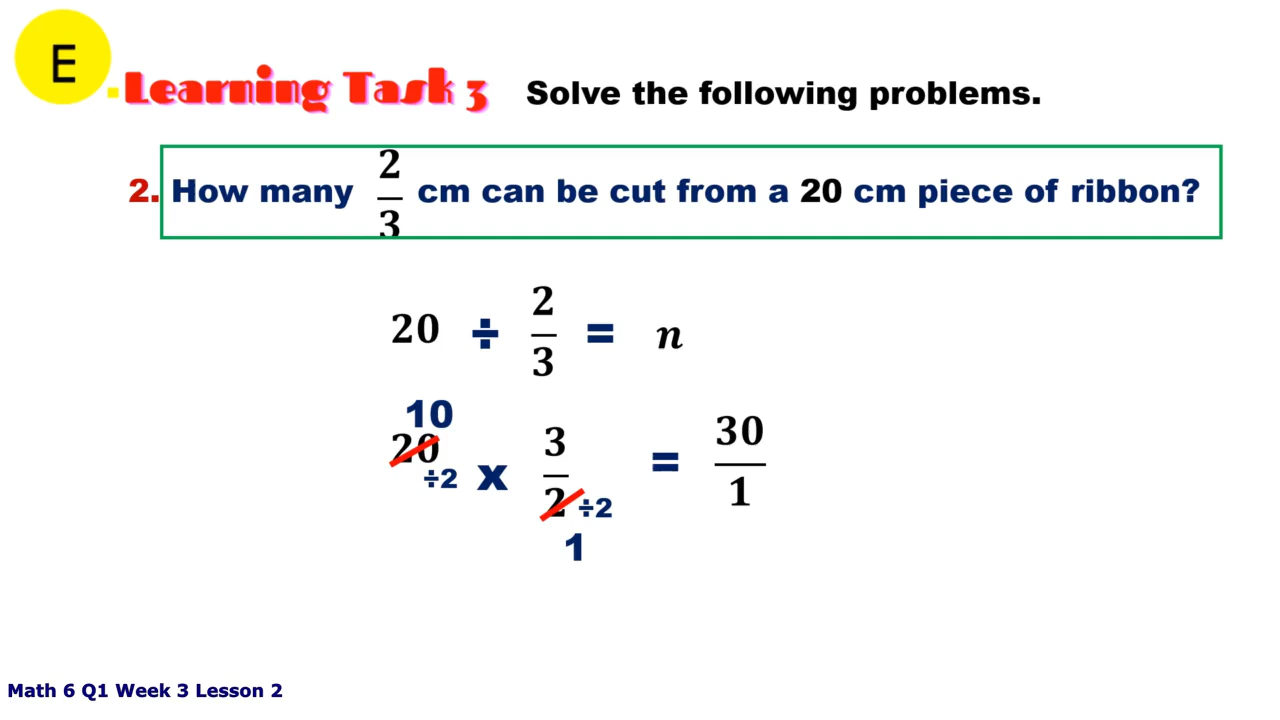 E
. Learning Task 3 Solve the following problems.
2. How many 2/3 cm can be cut from a 20 cm piece of ribbon?
20 ÷ 2/3 = n
10
20 ÷2 x 3/2 ÷2 = 30/1
1
Math 6 Q1 Week 3 Lesson 2